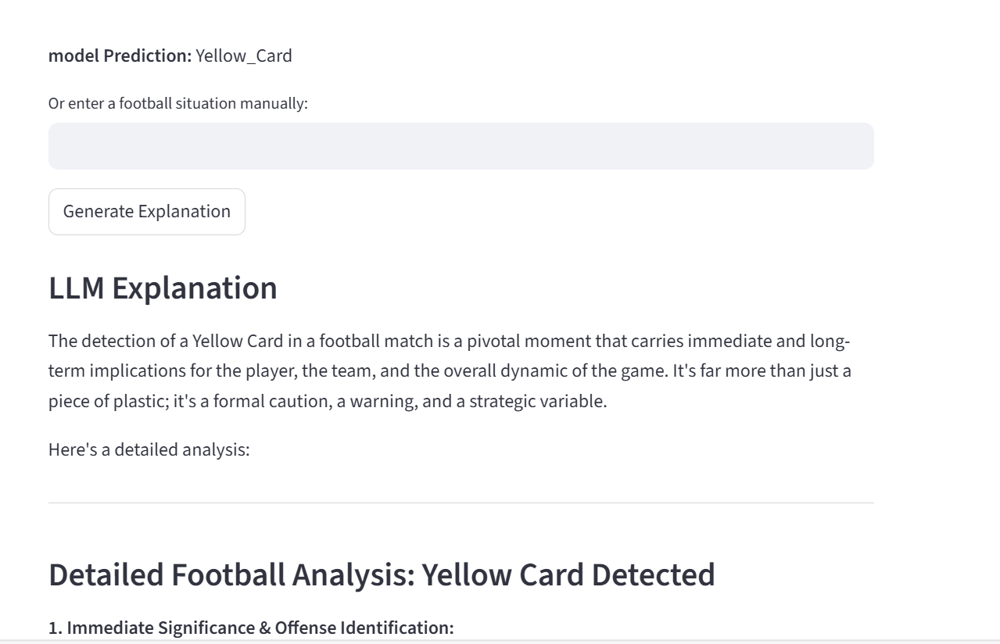 model Prediction: Yellow_Card
Or enter a football situation manually:
Generate Explanation
LLM Explanation
The detection of a Yellow Card in a football match is a pivotal moment that carries immediate and long-
term implications for the player, the team, and the overall dynamic of the game. It's far more than just a
piece of plastic; it's a formal caution, a warning, and a strategic variable.
Here's a detailed analysis:
Detailed Football Analysis: Yellow Card Detected
1. Immediate Significance & Offense Identification: